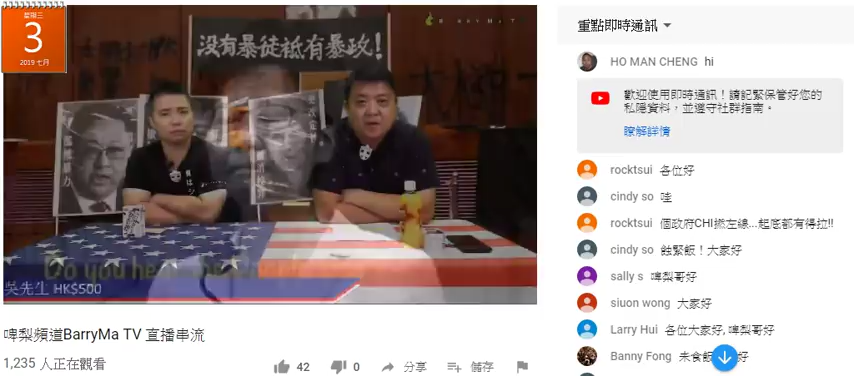 星期三
3
2019 七月
没有暴徒衹有暴政！
吳先生 HK$500
啤梨頻道BarryMa TV 直播串流
1,235 人正在觀看
42
0
分享
儲存
重點即時通訊
HO MAN CHENG hi
歡迎使用即時通訊！請記緊保管好您的
私隱資料，並遵守社群指南。
瞭解詳情
rocktsui 各位好
cindy so 哇
rocktsui 個政府CHI撚左線...起底都有得拉!!
cindy so 蝕緊飯！大家好
sally s 啤梨哥好
siuon wong 大家好
Larry Hui 各位大家好, 啤梨哥好
Banny Fong 未食飯 好